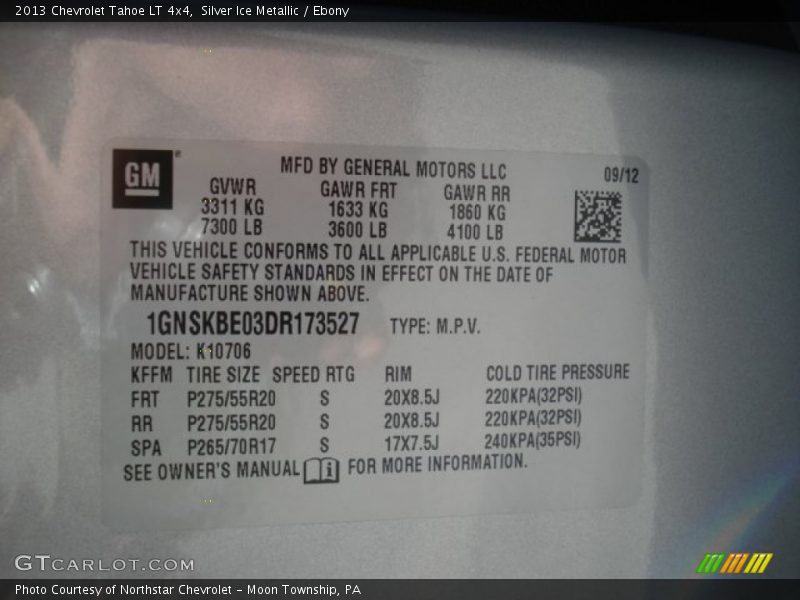 2013 Chevrolet Tahoe LT 4x4, Silver Ice Metallic / Ebony
GM
MFD BY GENERAL MOTORS LLC
09/12
GVWR GAWR FRT GAWR RR
3311 KG 1633 KG 1860 KG
7300 LB 3600 LB 4100 LB
THIS VEHICLE CONFORMS TO ALL APPLICABLE U.S. FEDERAL MOTOR
VEHICLE SAFETY STANDARDS IN EFFECT ON THE DATE OF
MANUFACTURE SHOWN ABOVE.
1GNSKBE03DR173527 TYPE: M.P.V.
MODEL: K10706
KFFM TIRE SIZE SPEED RTG RIM COLD TIRE PRESSURE
FRT P275/55R20 S 20X8.5J 220KPA(32PSI)
RR P275/55R20 S 20X8.5J 220KPA(32PSI)
SPA P265/70R17 S 17X7.5J 240KPA(35PSI)
SEE OWNER'S MANUAL i FOR MORE INFORMATION.
GTCARLOT.COM
Photo Courtesy of Northstar Chevrolet – Moon Township, PA